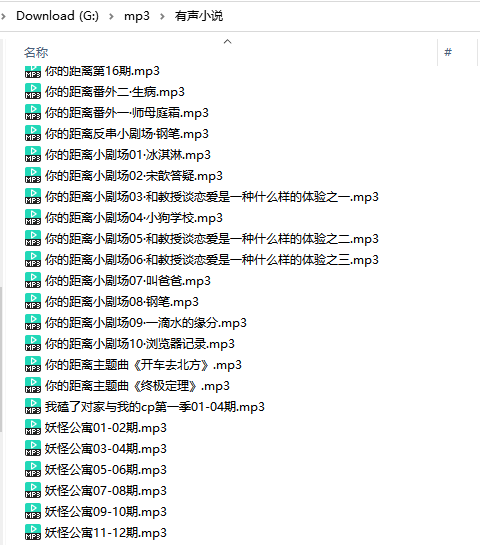 Download (G:) > mp3 > 有声小说
名称 #
你的距离第16期.mp3
你的距离番外二·生病.mp3
你的距离番外一·师母庭霜.mp3
你的距离反串小剧场·钢笔.mp3
你的距离小剧场01·冰淇淋.mp3
你的距离小剧场02·宋歆答疑.mp3
你的距离小剧场03·和教授谈恋爱是一种什么样的体验之一.mp3
你的距离小剧场04·小狗学校.mp3
你的距离小剧场05·和教授谈恋爱是一种什么样的体验之二.mp3
你的距离小剧场06·和教授谈恋爱是一种什么样的体验之三.mp3
你的距离小剧场07·叫爸爸.mp3
你的距离小剧场08·钢笔.mp3
你的距离小剧场09·一滴水的缘分.mp3
你的距离小剧场10·浏览器记录.mp3
你的距离主题曲《开车去北方》.mp3
你的距离主题曲《终极定理》.mp3
我磕了对家与我的cp第一季01-04期.mp3
妖怪公寓01-02期.mp3
妖怪公寓03-04期.mp3
妖怪公寓05-06期.mp3
妖怪公寓07-08期.mp3
妖怪公寓09-10期.mp3
妖怪公寓11-12期.mp3